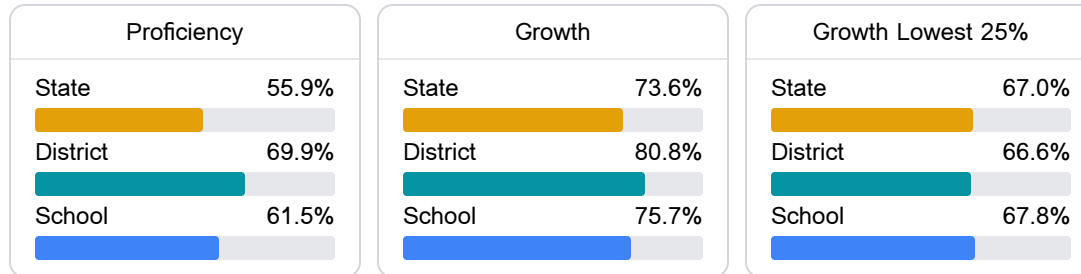 Proficiency
State 55.9%
District 69.9%
School 61.5%
Growth
State 73.6%
District 80.8%
School 75.7%
Growth Lowest 25%
State 67.0%
District 66.6%
School 67.8%